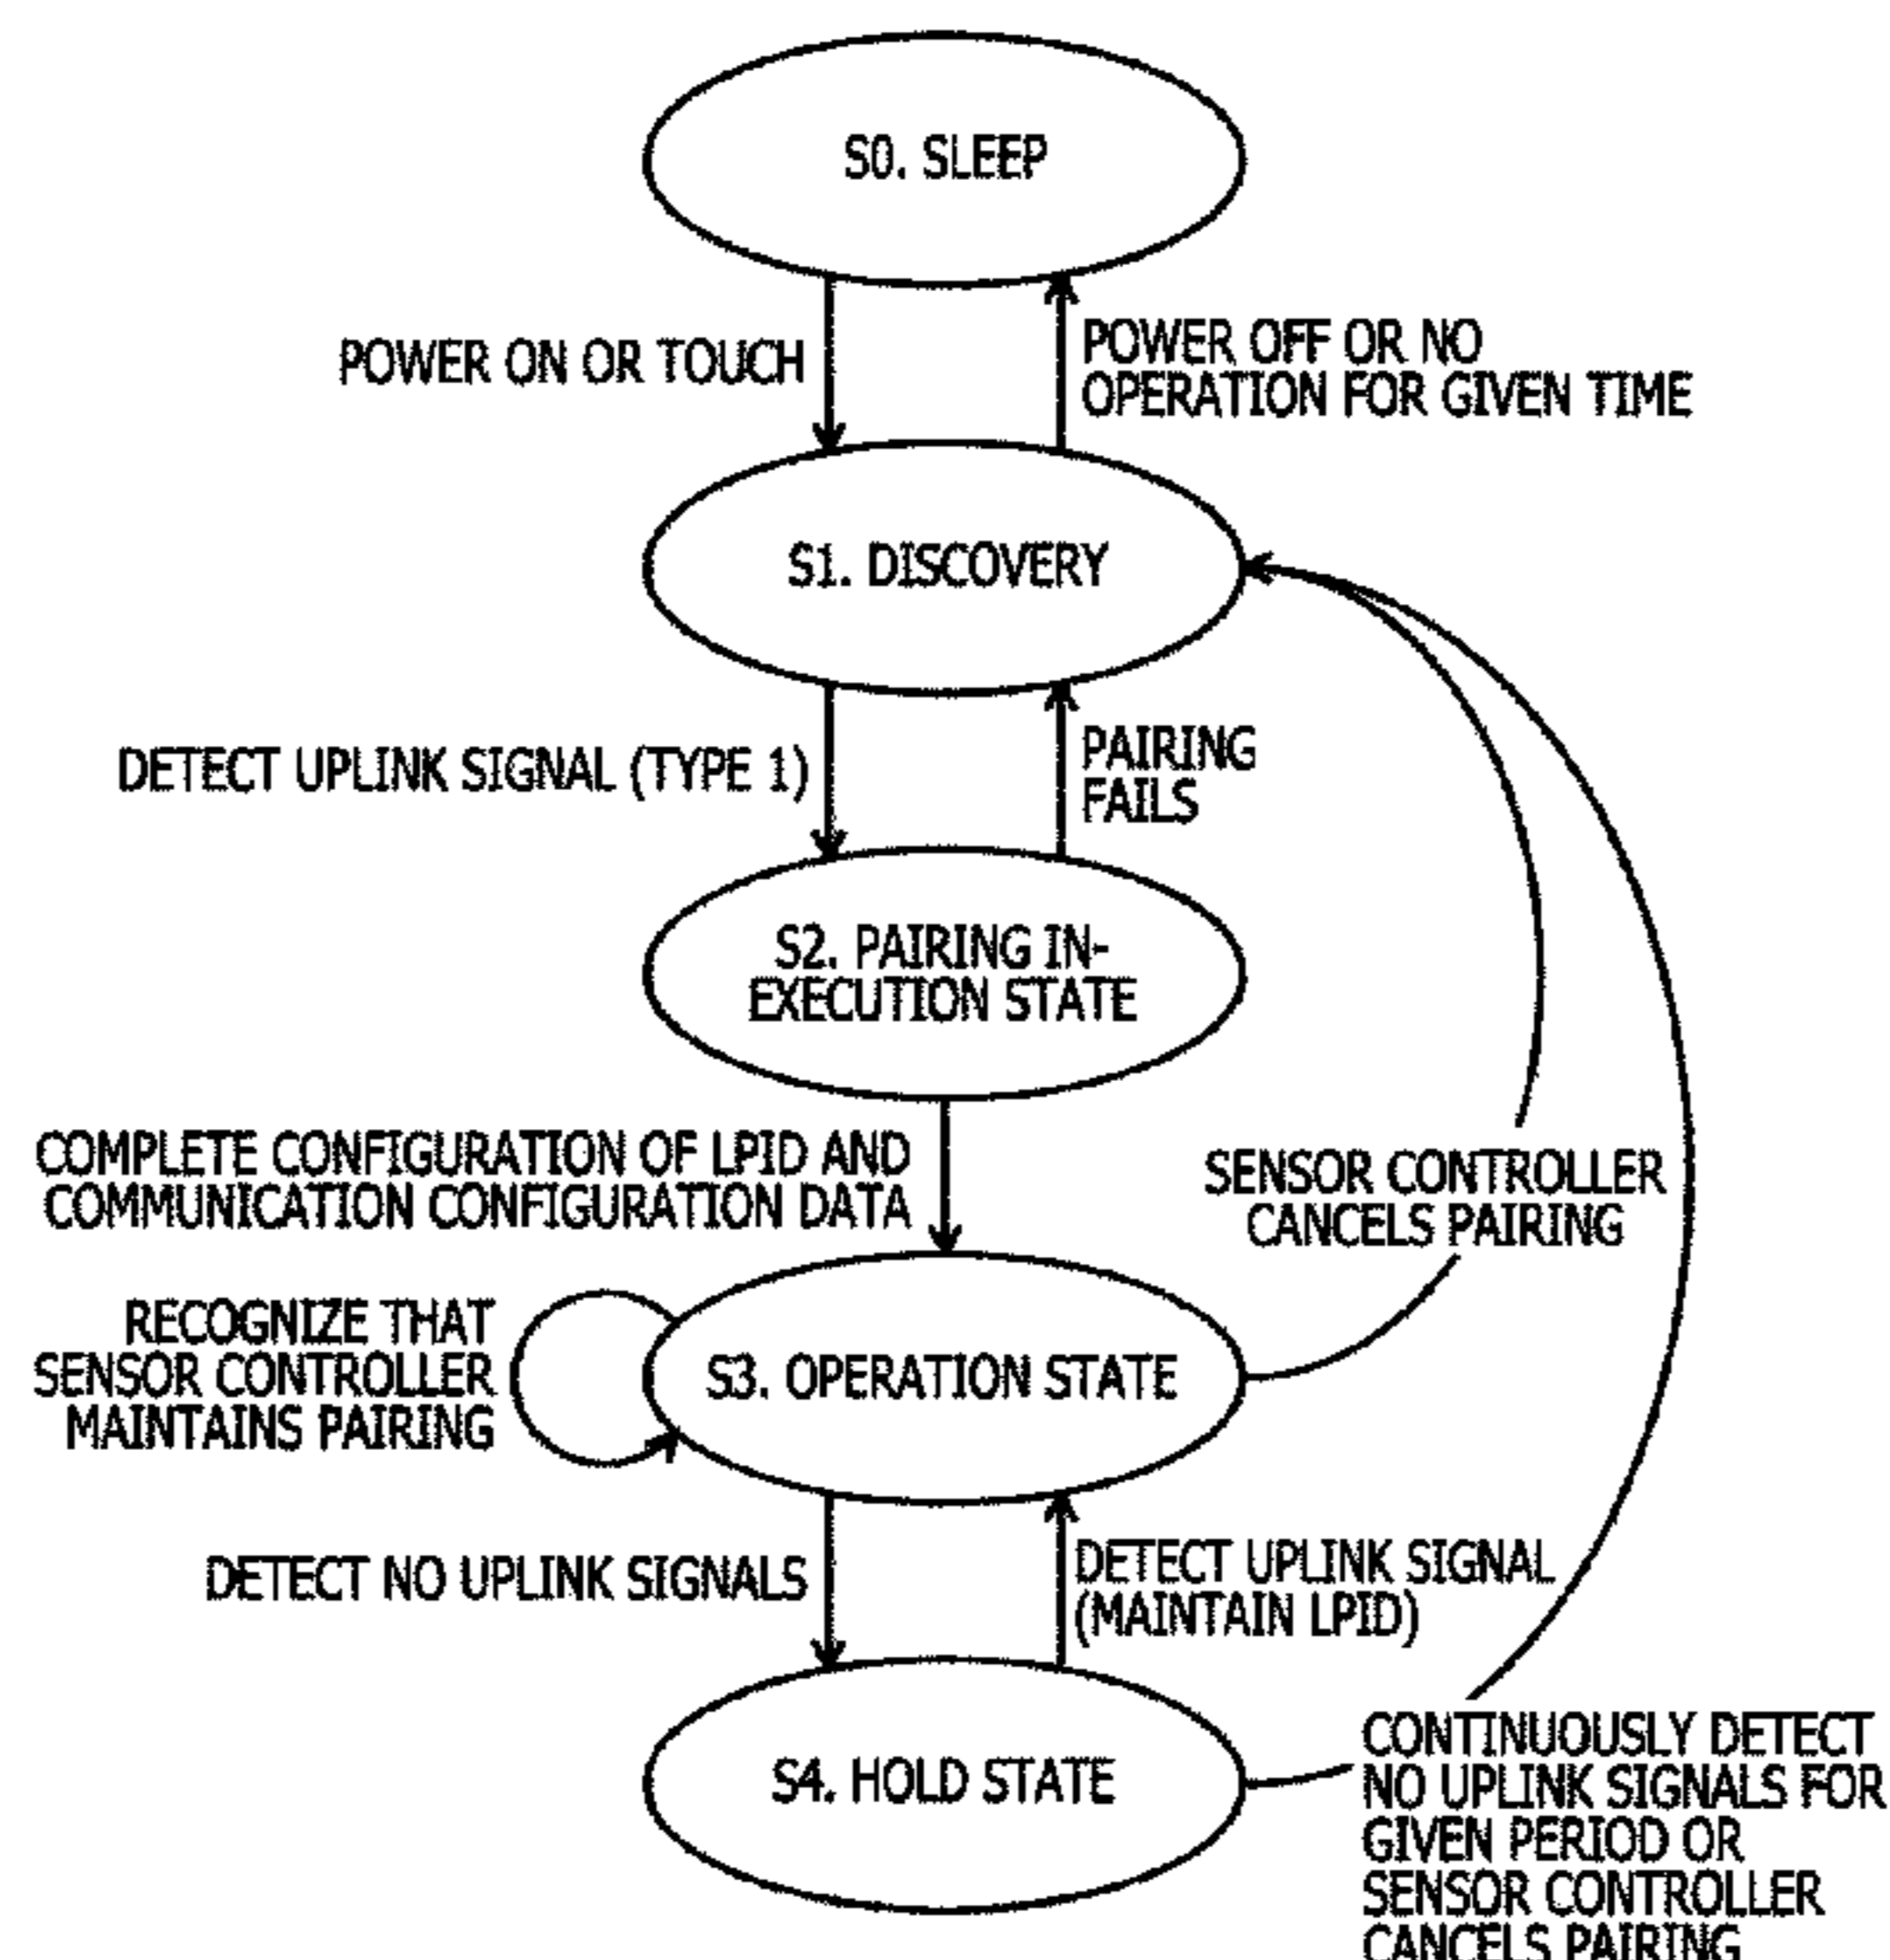 S0. SLEEP
POWER ON OR TOUCH
POWER OFF OR NO
OPERATION FOR GIVEN TIME
S1. DISCOVERY
DETECT UPLINK SIGNAL (TYPE 1)
PAIRING
FAILS
S2. PAIRING IN-
EXECUTION STATE
COMPLETE CONFIGURATION OF LPID AND
COMMUNICATION CONFIGURATION DATA
SENSOR CONTROLLER
CANCELS PAIRING
RECOGNIZE THAT
SENSOR CONTROLLER
MAINTAINS PAIRING
S3. OPERATION STATE
DETECT NO UPLINK SIGNALS
DETECT UPLINK SIGNAL
(MAINTAIN LPID)
S4. HOLD STATE
CONTINUOUSLY DETECT
NO UPLINK SIGNALS FOR
GIVEN PERIOD OR
SENSOR CONTROLLER
CANCELS PAIRING